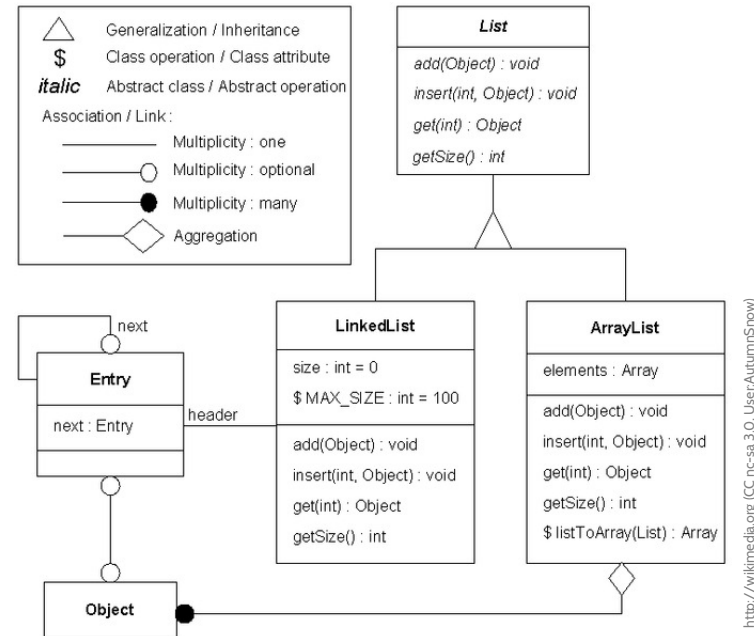 Generalization / Inheritance
$ Class operation / Class attribute
italic Abstract class / Abstract operation
Association / Link :
Multiplicity : one
Multiplicity : optional
Multiplicity : many
Aggregation
List
add(Object) : void
insert(int, Object) : void
get(int) : Object
getSize() : int
next
Entry
next : Entry
header
LinkedList
size : int = 0
$ MAX_SIZE : int = 100
add(Object) : void
insert(int, Object) : void
get(int) : Object
getSize() : int
ArrayList
elements : Array
add(Object) : void
insert(int, Object) : void
get(int) : Object
getSize() : int
$ listToArray(List) : Array
Object
http://wikimedia.org (CC nc-sa 3.0, User:AutumnSnow)